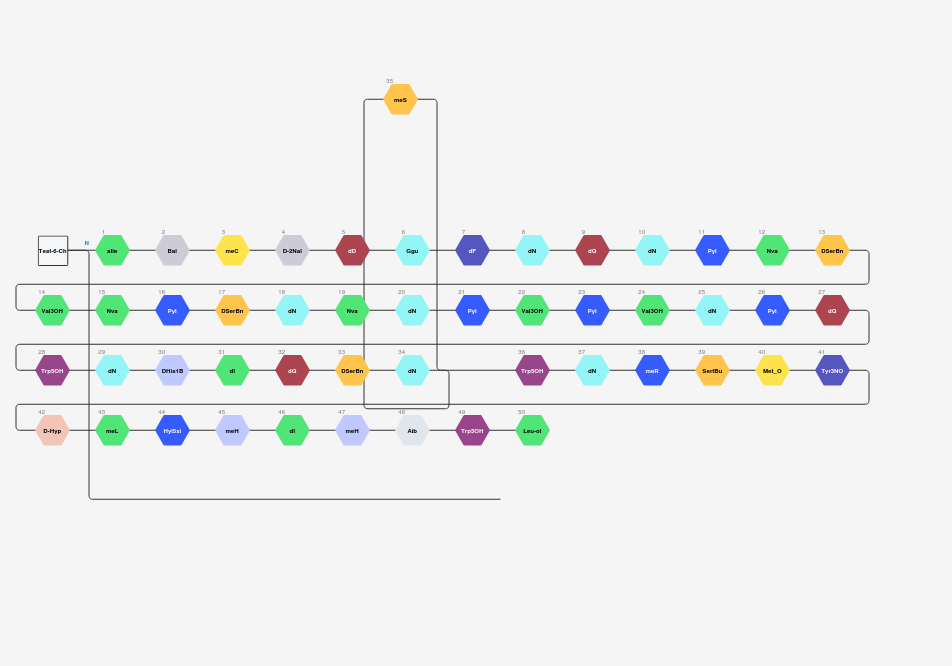 35
meS
N
1 2 3 4 5 6 7 8 9 10 11 12 13
Test-6-Ch aIle Bal meC D-2Nal dD Ggu dF dN dQ dN Pyl Nva DSerBn
14 15 16 17 18 19 20 21 22 23 24 25 26 27
Val3OH Nva Pyl DSerBn dN Nva dN Pyl Val3OH Pyl Val3OH dN Pyl dQ
28 29 30 31 32 33 34 36 37 38 39 40 41
Trp5OH dN DHis1B dI dQ DSerBn dN Trp5OH dN meR SertBu Met_O Tyr3NO
42 43 44 45 46 47 48 49 50
D-Hyp meL Hyl5xi meH dI meH Aib Trp5OH Leu-ol